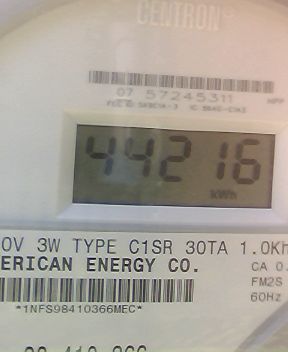 CENTRON
07 57245311
44216
kWh
0V 3W TYPE C1SR 30TA 1.0Kh
ERICAN ENERGY CO.
CA 0.
FM2S
60Hz
*1NFS98410366MEC*